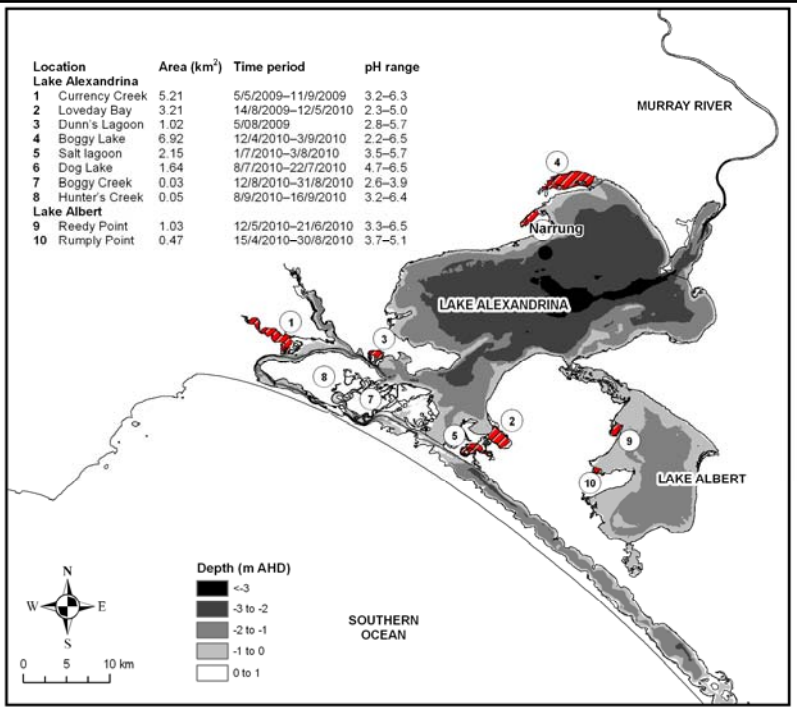 Location Area (km²) Time period pH range
Lake Alexandrina
1 Currency Creek 5.21 5/5/2009–11/9/2009 3.2–6.3
2 Loveday Bay 3.21 14/8/2009–12/5/2010 2.3–5.0
3 Dunn's Lagoon 1.02 5/08/2009 2.8–5.7
4 Boggy Lake 6.92 12/4/2010–3/9/2010 2.2–6.5
5 Salt lagoon 2.15 1/7/2010–3/8/2010 3.5–5.7
6 Dog Lake 1.64 8/7/2010–22/7/2010 4.7–6.5
7 Boggy Creek 0.03 12/8/2010–31/8/2010 2.6–3.9
8 Hunter's Creek 0.05 8/9/2010–16/9/2010 3.2–6.4
Lake Albert
9 Reedy Point 1.03 12/5/2010–21/6/2010 3.3–6.5
10 Rumply Point 0.47 15/4/2010–30/8/2010 3.7–5.1
MURRAY RIVER
4
Narrung
LAKE ALEXANDRINA
1
3
8
7
2
5
9
10
LAKE ALBERT
Depth (m AHD)
<-3
-3 to -2
-2 to -1
-1 to 0
0 to 1
SOUTHERN
OCEAN
N
W E
S
0 5 10 km